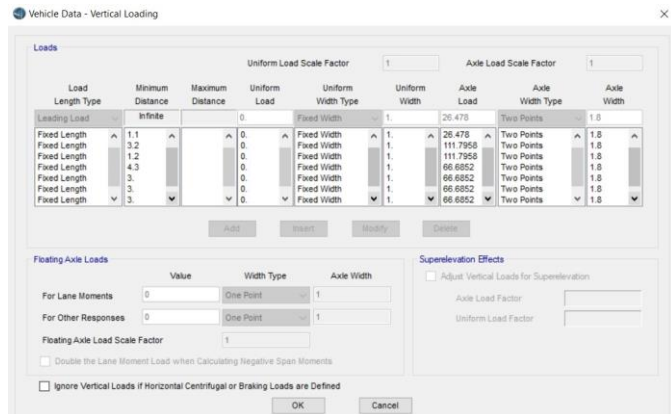 Vehicle Data - Vertical Loading
Loads
Uniform Load Scale Factor 1 Axle Load Scale Factor 1
Load Length Type Minimum Distance Maximum Distance Uniform Load Uniform Width Type Uniform Width Axle Load Axle Width Type Axle Width
Leading Load Infinite 0. Fixed Width 1. 26.478 Two Points 1.8
Fixed Length 1.1 0. Fixed Width 1. 26.478 Two Points 1.8
Fixed Length 3.2 0. Fixed Width 1. 111.7958 Two Points 1.8
Fixed Length 1.2 0. Fixed Width 1. 111.7958 Two Points 1.8
Fixed Length 4.3 0. Fixed Width 1. 66.6852 Two Points 1.8
Fixed Length 3. 0. Fixed Width 1. 66.6852 Two Points 1.8
Fixed Length 3. 0. Fixed Width 1. 66.6852 Two Points 1.8
Fixed Length 3. 0. Fixed Width 1. 66.6852 Two Points 1.8
Add Insert Modify Delete
Floating Axle Loads
Value Width Type Axle Width
For Lane Moments 0 One Point 1
For Other Responses 0 One Point 1
Floating Axle Load Scale Factor 1
Double the Lane Moment Load when Calculating Negative Span Moments
Superelevation Effects
Adjust Vertical Loads for Superelevation
Axle Load Factor
Uniform Load Factor
Ignore Vertical Loads if Horizontal Centrifugal or Braking Loads are Defined
OK Cancel